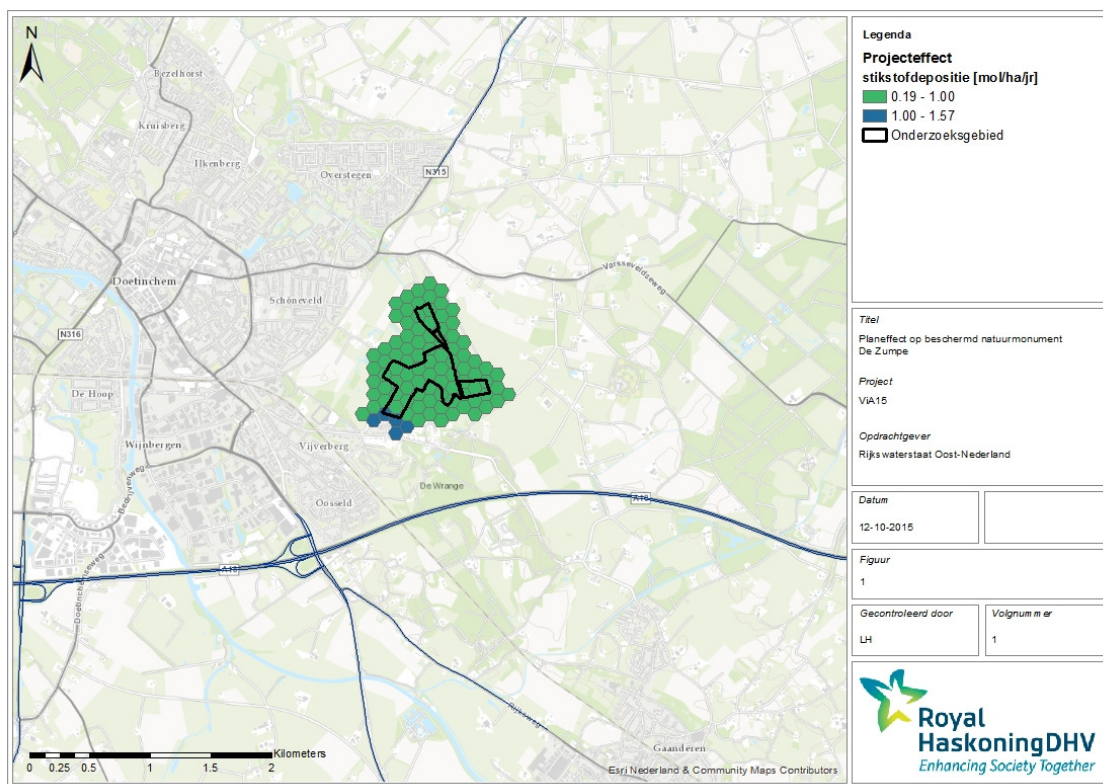 N
Bezelhorst
Kruisberg
IJkenberg
Overstegen
N315
Doetinchem
Varsseveldseweg
Schöneveld
N316
De Hoop
Wijnbergen
Vijverberg
Bedrijvenweg
De Wrange
Oosseld
A18
A18
Doetinchemseweg
Rijksweg
Gaanderen
Kilometers
0 0.25 0.5 1 1.5 2
Esri Nederland & Community Maps Contributors
Legenda
Projecteffect
stikstofdepositie [mol/ha/jr]
0.19 - 1.00
1.00 - 1.57
Onderzoeksgebied
Titel
Planeffect op beschermd natuurmonument
De Zumpe
Project
ViA15
Opdrachtgever
Rijkswaterstaat Oost-Nederland
Datum
12-10-2015
Figuur
1
Gecontroleerd door
LH
Volgnummer
1
Royal
HaskoningDHV
Enhancing Society Together